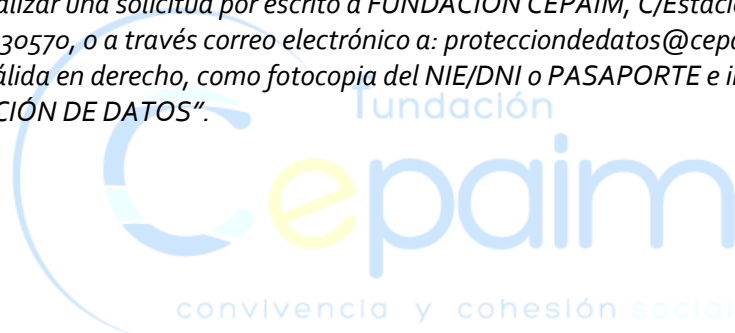 alizar una solicitud por escrito a FUNDACIÓN CEPAIM, C/Estació
30570, o a través correo electrónico a: protecciondedatos@cepa
álida en derecho, como fotocopia del NIE/DNI o PASAPORTE e i
CIÓN DE DATOS”.
fundación
cepaim
convivencia y cohesión social